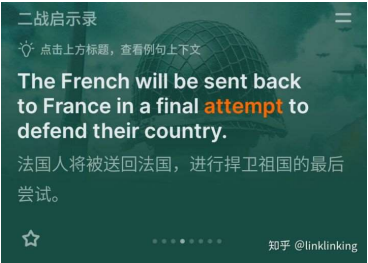 二战启示录
点击上方标题，查看例句上下文
The French will be sent back
to France in a final attempt to
defend their country.
法国人将被送回法国，进行捍卫祖国的最后
尝试。
知乎 @linklinking